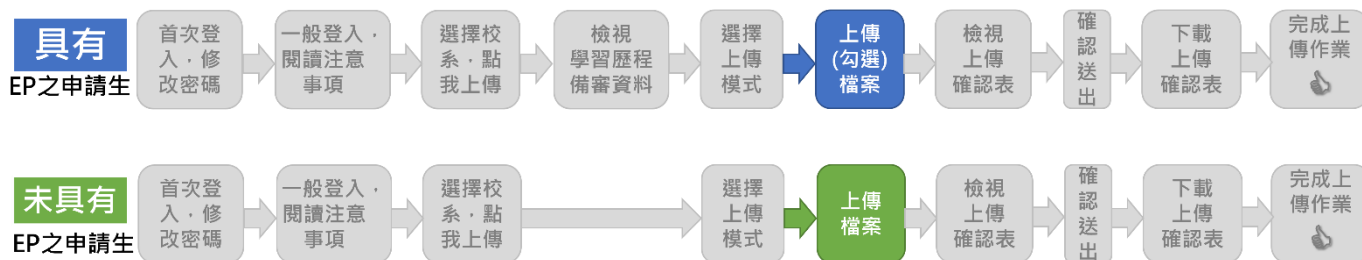 具有
EP之申請生
首次登
入，修
改密碼
一般登入，
閱讀注意
事項
選擇校
系，點
我上傳
檢視
學習歷程
備審資料
選擇
上傳
模式
上傳
(勾選)
檔案
檢視
上傳
確認表
確
認
送
出
下載
上傳
確認表
完成上
傳作業
未具有
EP之申請生
首次登
入，修
改密碼
一般登入，
閱讀注意
事項
選擇校
系，點
我上傳
選擇
上傳
模式
上傳
檔案
檢視
上傳
確認表
確
認
送
出
下載
上傳
確認表
完成上
傳作業